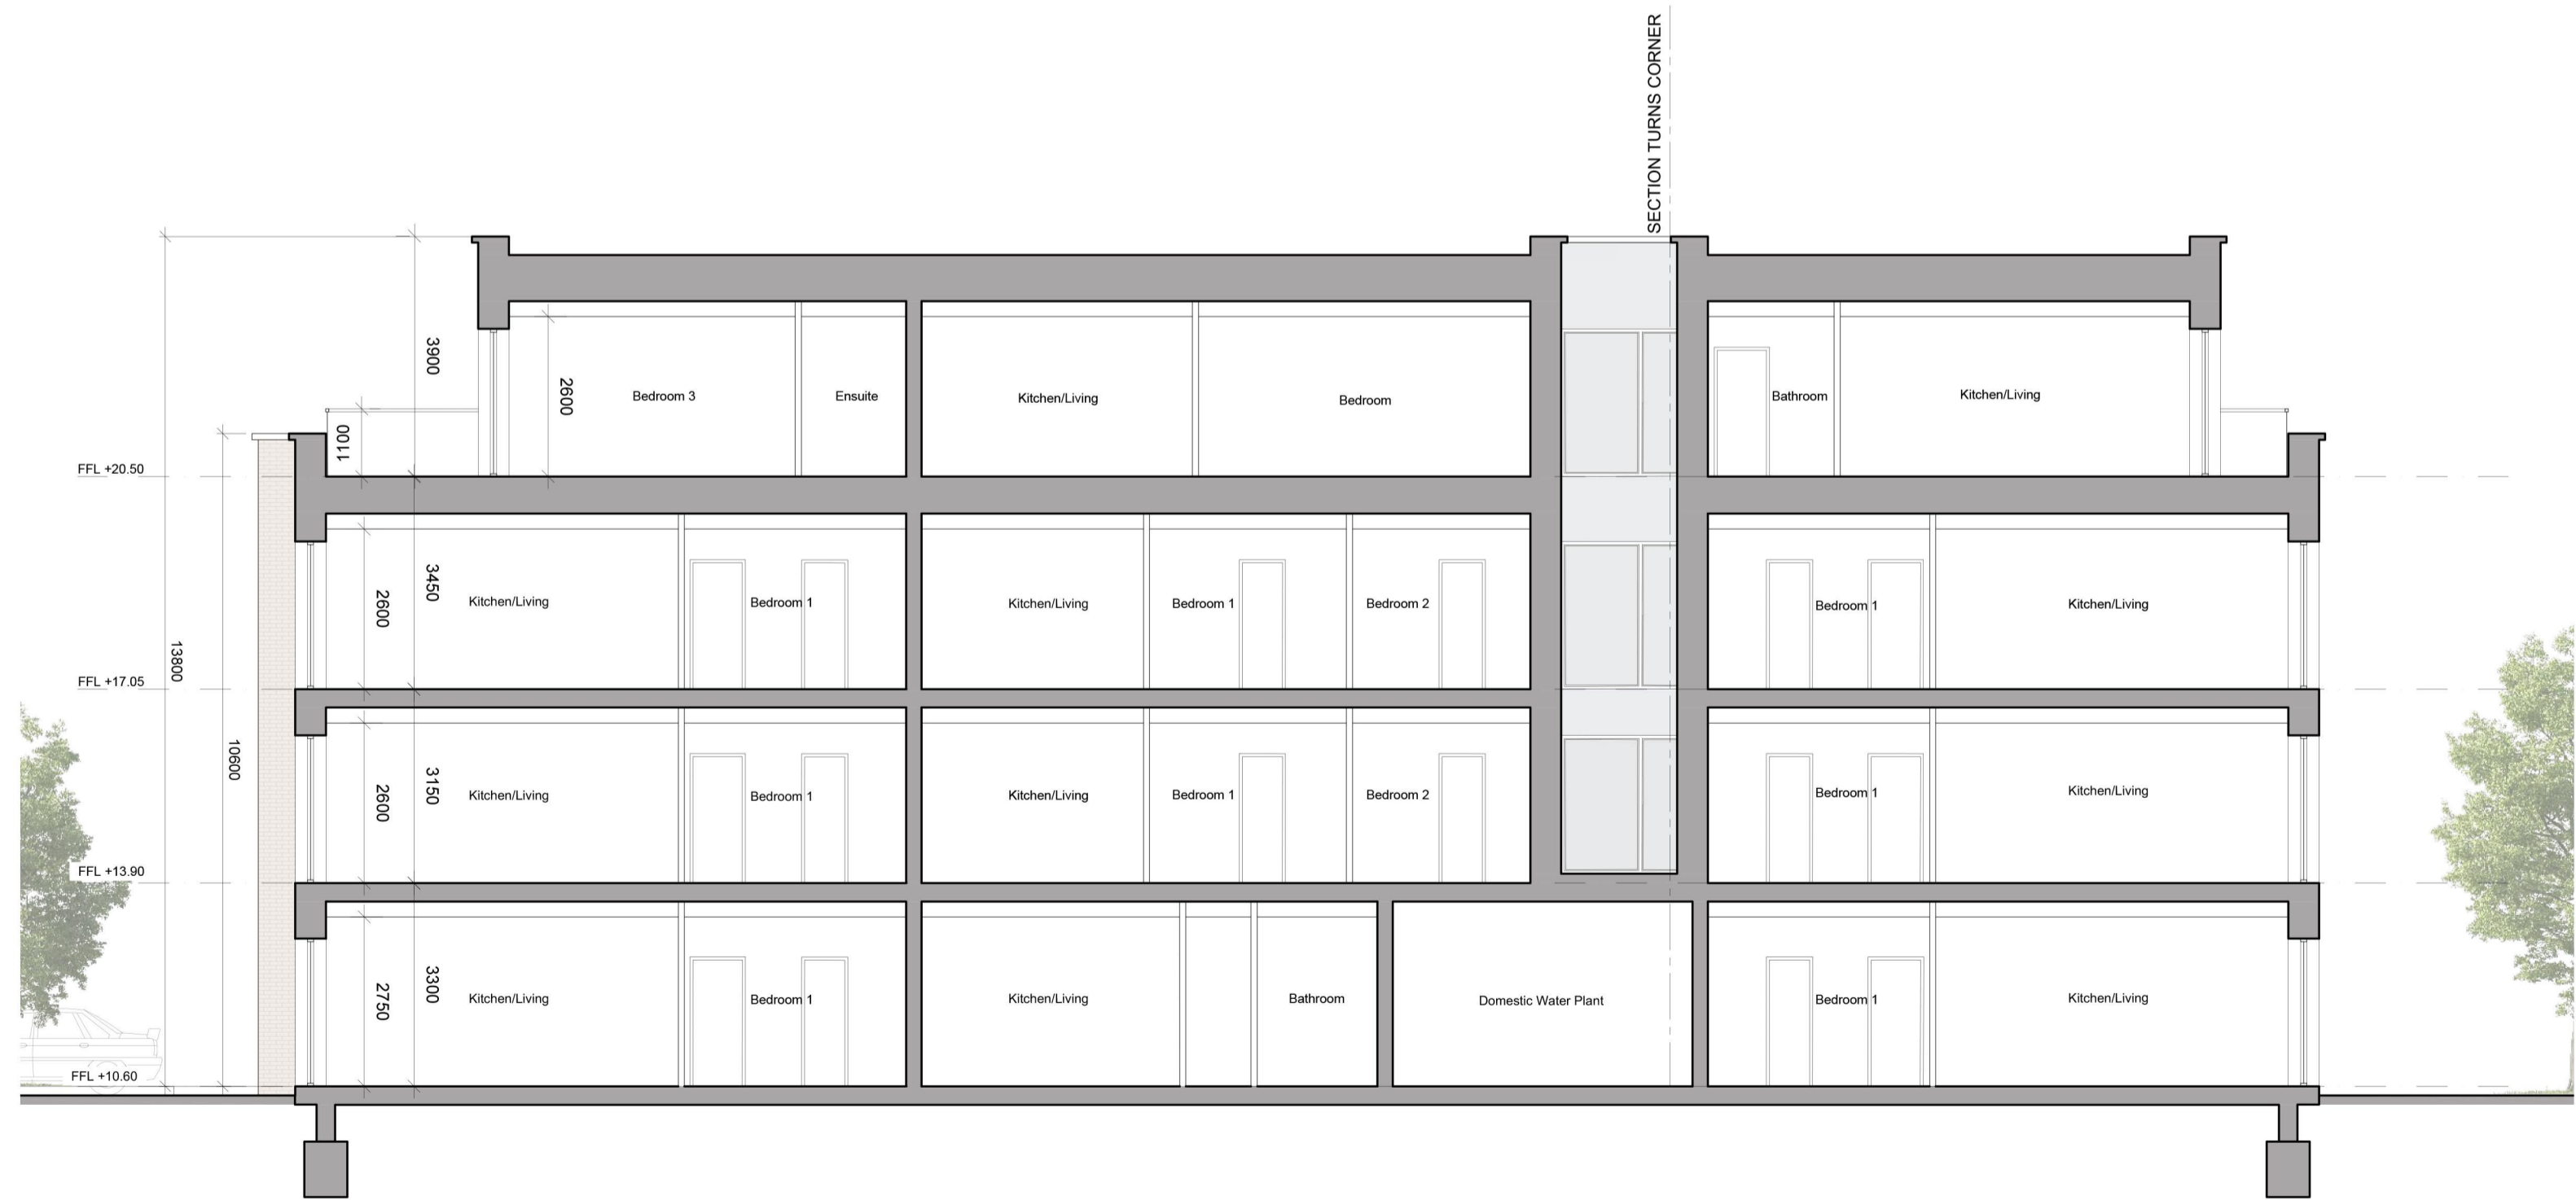 SECTION TURNS CORNER
3900
2600
1100
Bedroom 3
Ensuite
Kitchen/Living
Bedroom
Bathroom
Kitchen/Living
FFL +20.50
3450
2600
Kitchen/Living
Bedroom 1
Kitchen/Living
Bedroom 1
Bedroom 2
Bedroom 1
Kitchen/Living
13800
FFL +17.05
10600
3150
2600
Kitchen/Living
Bedroom 1
Kitchen/Living
Bedroom 1
Bedroom 2
Bedroom 1
Kitchen/Living
FFL +13.90
3300
2750
Kitchen/Living
Bedroom 1
Kitchen/Living
Bathroom
Domestic Water Plant
Bedroom 1
Kitchen/Living
FFL +10.60